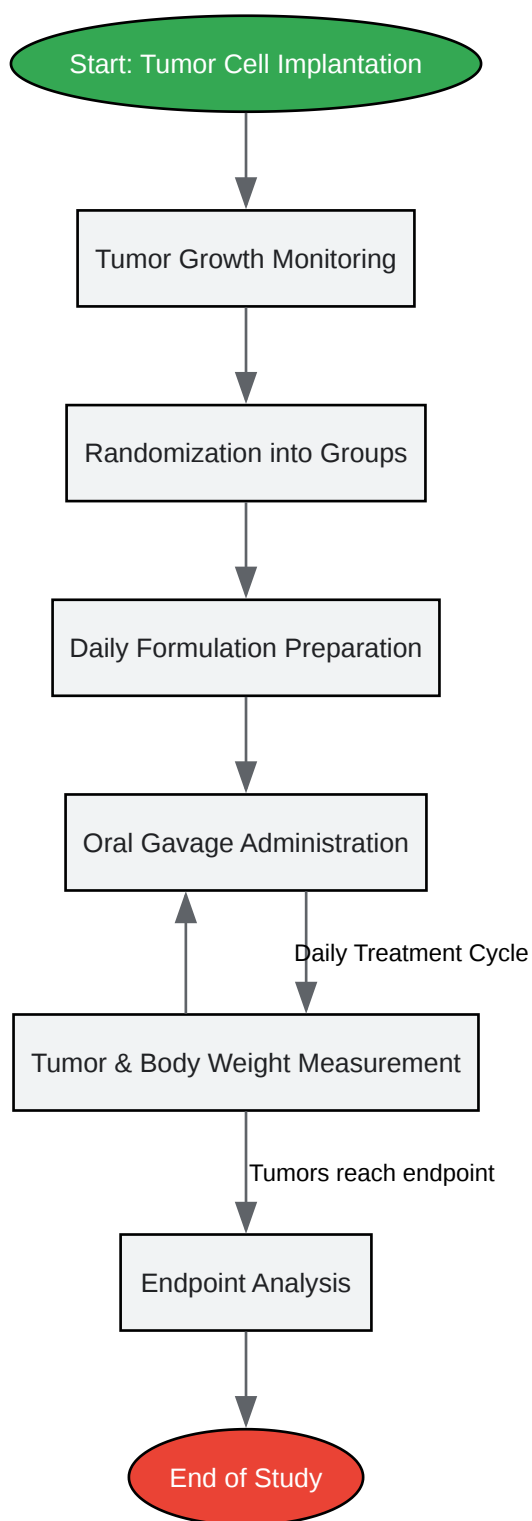 Start: Tumor Cell Implantation
Tumor Growth Monitoring
Randomization into Groups
Daily Formulation Preparation
Oral Gavage Administration
Daily Treatment Cycle
Tumor & Body Weight Measurement
Tumors reach endpoint
Endpoint Analysis
End of Study